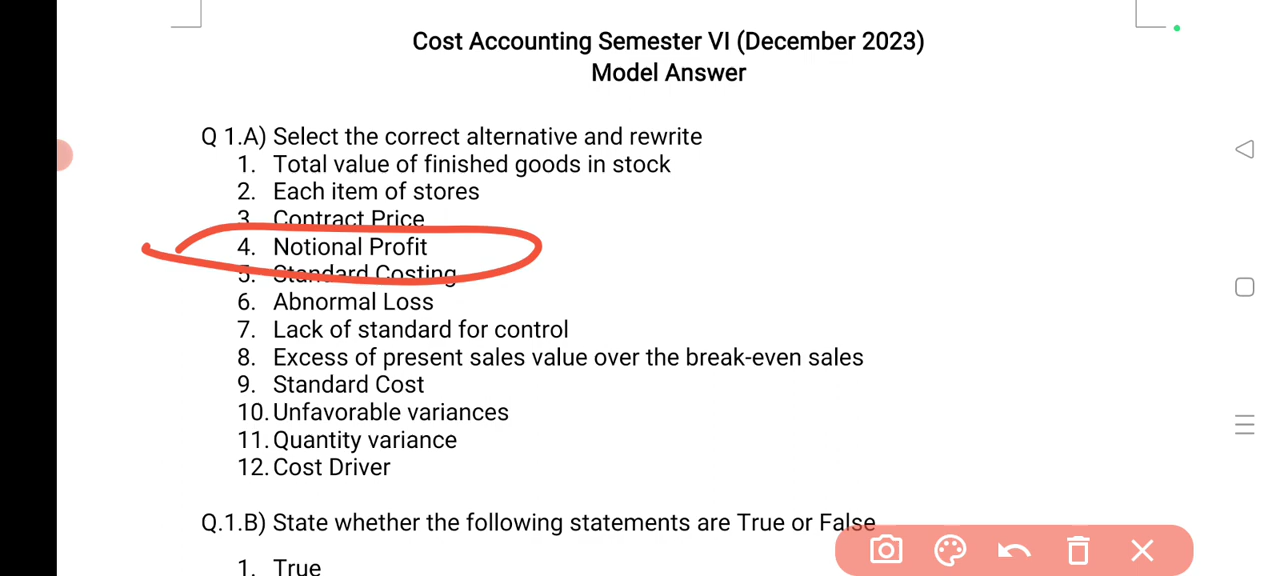 Cost Accounting Semester VI (December 2023)
Model Answer
Q 1.A) Select the correct alternative and rewrite
1. Total value of finished goods in stock
2. Each item of stores
3. Contract Price
4. Notional Profit
5. Standard Costing
6. Abnormal Loss
7. Lack of standard for control
8. Excess of present sales value over the break-even sales
9. Standard Cost
10. Unfavorable variances
11. Quantity variance
12. Cost Driver
Q.1.B) State whether the following statements are True or False
1. True